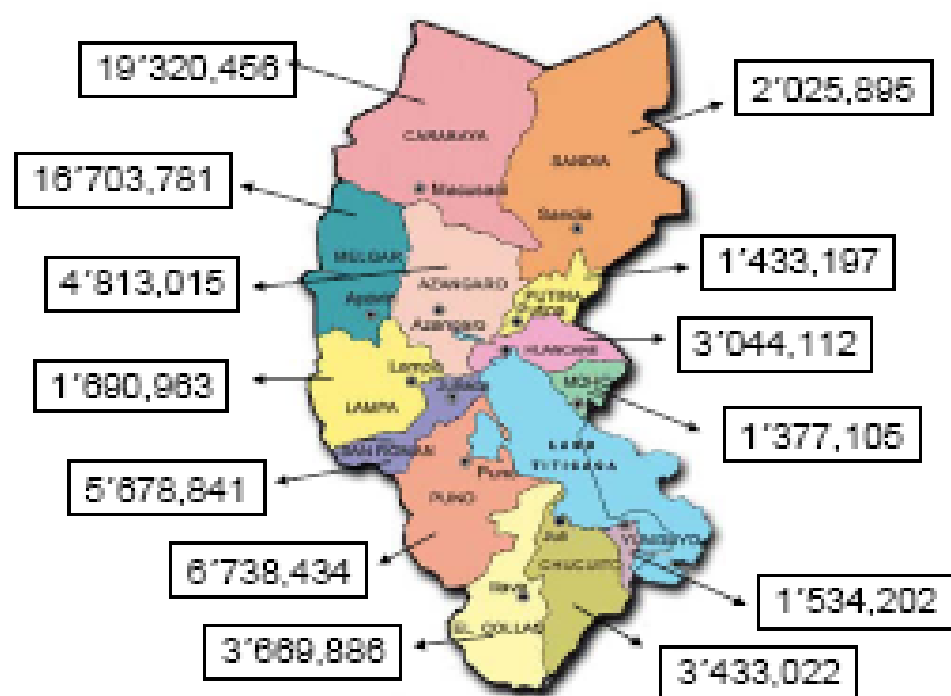 19´320,456
2´025,895
CARABAYA
SANDIA
16´703,781
Macusani
Sandia
MELGAR
1´433,197
4´813,015
AZANGARO
PUTINA
Putina
Ayaviri
Azangaro
HUANCANE
3´044,112
1´690,963
Lampa
MOHO
Juliaca
LAMPA
1´377,105
SAN ROMAN
LAGO
TITICACA
Puno
5´678,841
PUNO
Juli
YUNGUYO
6´738,434
CHUCUITO
Ilave
1´534,202
EL COLLAO
3´669,886
3´433,022